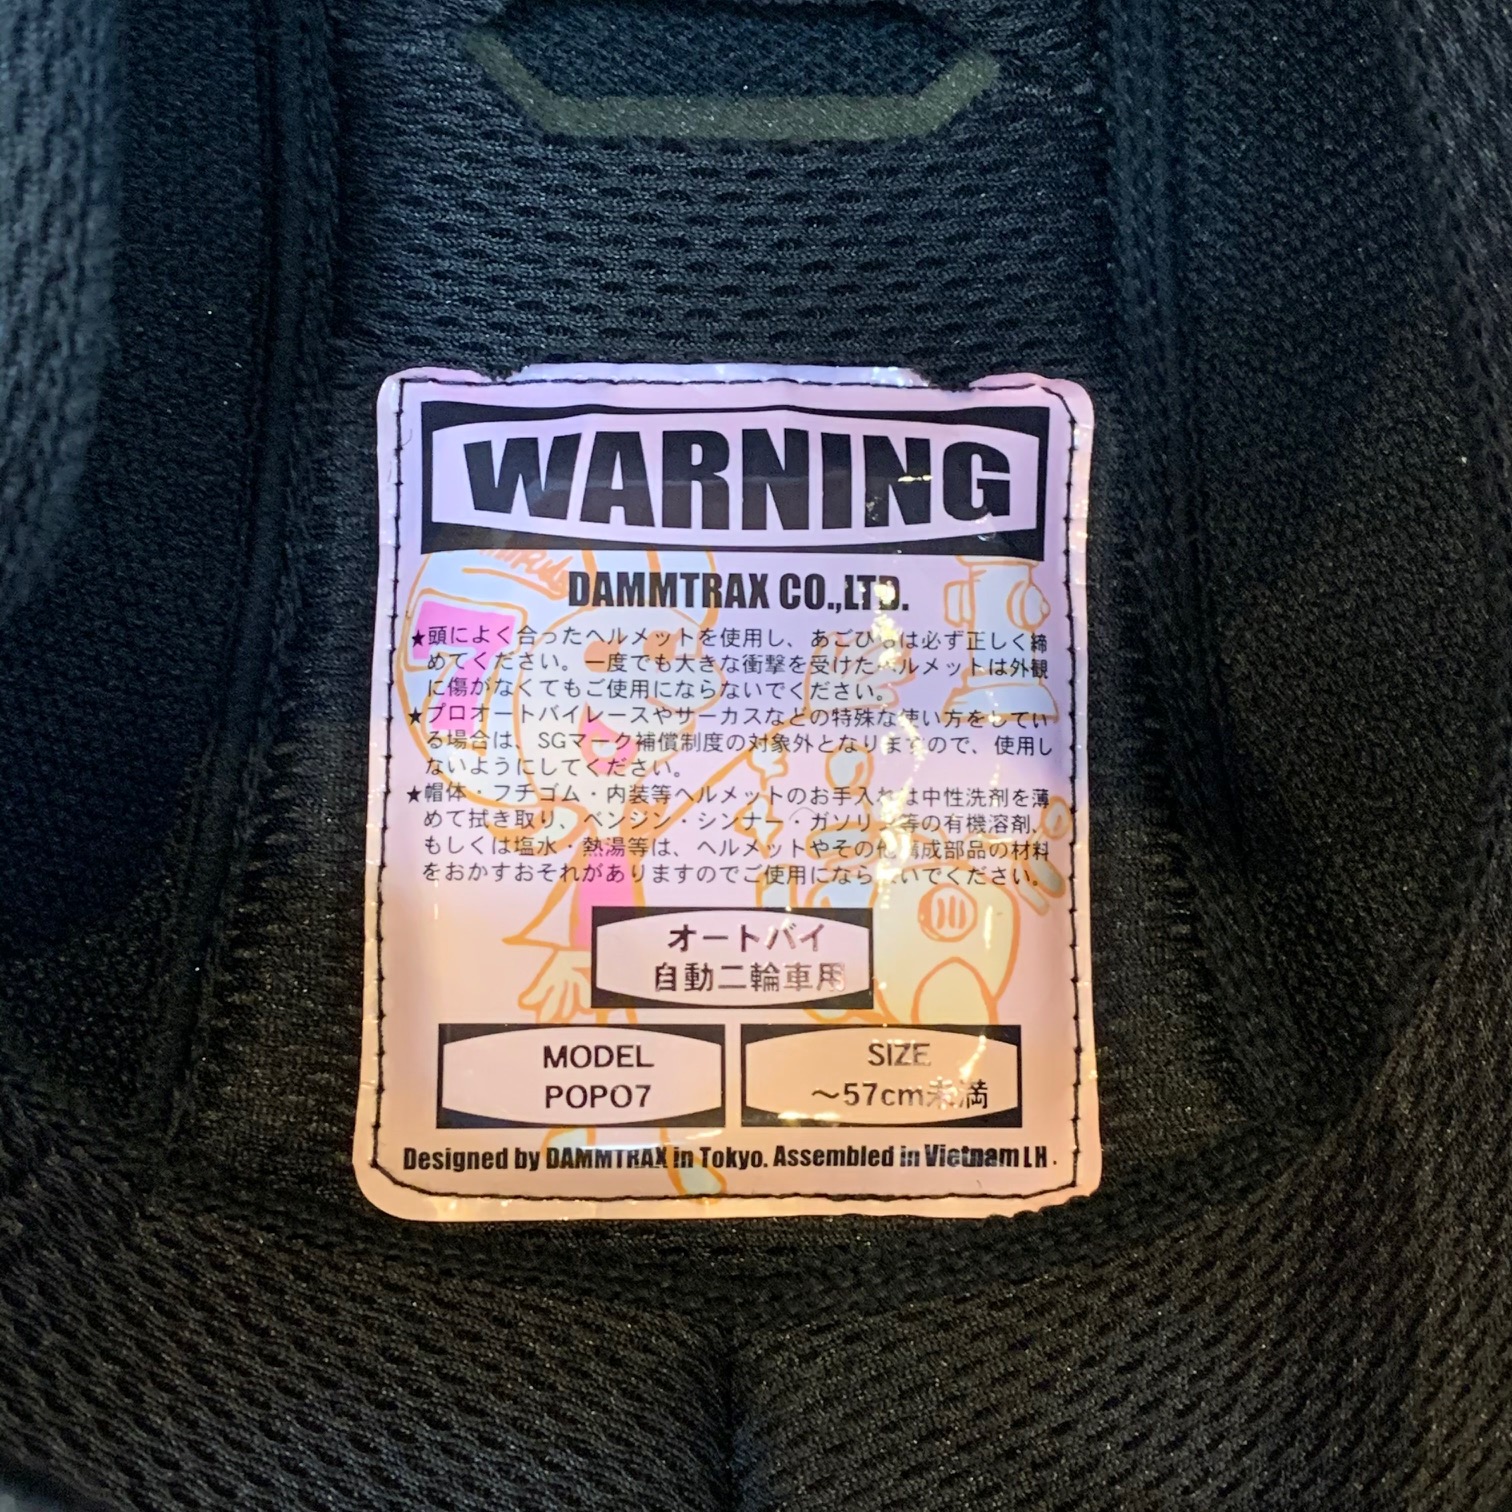 WARNING
DAMMTRAX CO.,LTD.
★頭によく合ったヘルメットを使用し、あごひもは必ず正しく締
めてください。一度でも大きな衝撃を受けたヘルメットは外観
に傷がなくてもご使用にならないでください。
★プロオートバイレースやサーカスなどの特殊な使い方をしてい
る場合は、SGマーク補償制度の対象外となりますので、使用し
ないようにしてください。
★帽体・フチゴム・内装等ヘルメットのお手入れは中性洗剤を薄
めて拭き取り、ベンジン・シンナー・ガソリン等の有機溶剤、
もしくは塩水・熱湯等は、ヘルメットやその他構成部品の材料
をおかすおそれがありますのでご使用にならないでください。
オートバイ
自動二輪車用
MODEL
POPO7
SIZE
～57cm未満
Designed by DAMMTRAX in Tokyo. Assembled in Vietnam LH.
7